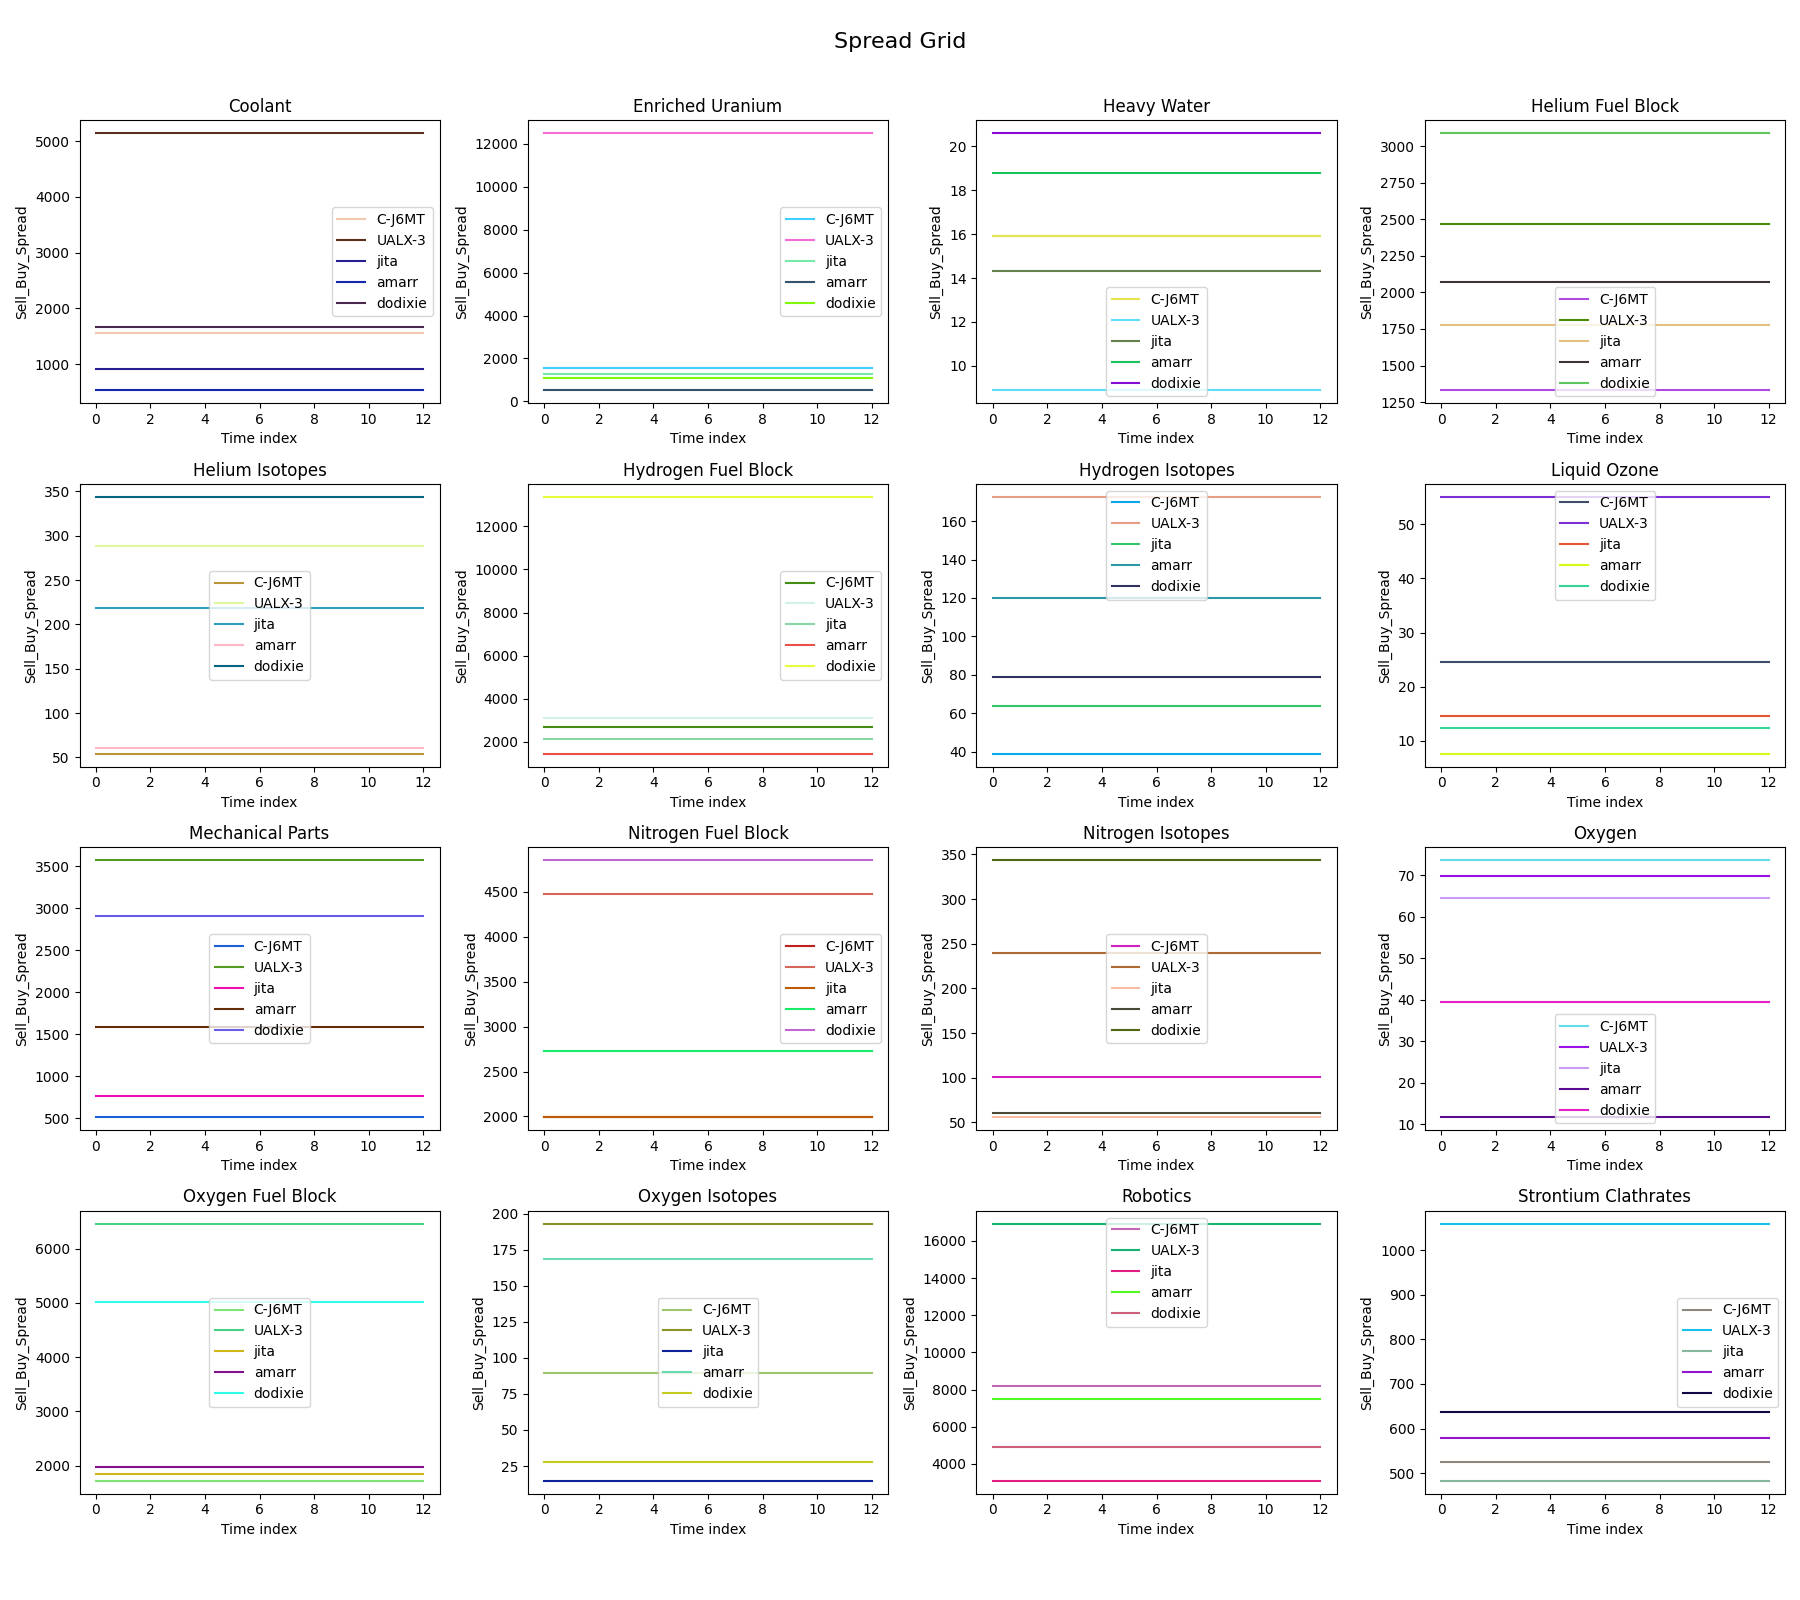 Spread Grid
Coolant
Sell_Buy_Spread
5000
4000
3000
2000
1000
C-J6MT
UALX-3
jita
amarr
dodixie
0 2 4 6 8 10 12
Time index
Enriched Uranium
Sell_Buy_Spread
12000
10000
8000
6000
4000
2000
0
C-J6MT
UALX-3
jita
amarr
dodixie
0 2 4 6 8 10 12
Time index
Heavy Water
Sell_Buy_Spread
20
18
16
14
12
10
C-J6MT
UALX-3
jita
amarr
dodixie
0 2 4 6 8 10 12
Time index
Helium Fuel Block
Sell_Buy_Spread
3000
2750
2500
2250
2000
1750
1500
1250
C-J6MT
UALX-3
jita
amarr
dodixie
0 2 4 6 8 10 12
Time index
Helium Isotopes
Sell_Buy_Spread
350
300
250
200
150
100
50
C-J6MT
UALX-3
jita
amarr
dodixie
0 2 4 6 8 10 12
Time index
Hydrogen Fuel Block
Sell_Buy_Spread
12000
10000
8000
6000
4000
2000
C-J6MT
UALX-3
jita
amarr
dodixie
0 2 4 6 8 10 12
Time index
Hydrogen Isotopes
Sell_Buy_Spread
160
140
120
100
80
60
40
C-J6MT
UALX-3
jita
amarr
dodixie
0 2 4 6 8 10 12
Time index
Liquid Ozone
Sell_Buy_Spread
50
40
30
20
10
C-J6MT
UALX-3
jita
amarr
dodixie
0 2 4 6 8 10 12
Time index
Mechanical Parts
Sell_Buy_Spread
3500
3000
2500
2000
1500
1000
500
C-J6MT
UALX-3
jita
amarr
dodixie
0 2 4 6 8 10 12
Time index
Nitrogen Fuel Block
Sell_Buy_Spread
4500
4000
3500
3000
2500
2000
C-J6MT
UALX-3
jita
amarr
dodixie
0 2 4 6 8 10 12
Time index
Nitrogen Isotopes
Sell_Buy_Spread
350
300
250
200
150
100
50
C-J6MT
UALX-3
jita
amarr
dodixie
0 2 4 6 8 10 12
Time index
Oxygen
Sell_Buy_Spread
70
60
50
40
30
20
10
C-J6MT
UALX-3
jita
amarr
dodixie
0 2 4 6 8 10 12
Time index
Oxygen Fuel Block
Sell_Buy_Spread
6000
5000
4000
3000
2000
C-J6MT
UALX-3
jita
amarr
dodixie
0 2 4 6 8 10 12
Time index
Oxygen Isotopes
Sell_Buy_Spread
200
175
150
125
100
75
50
25
C-J6MT
UALX-3
jita
amarr
dodixie
0 2 4 6 8 10 12
Time index
Robotics
Sell_Buy_Spread
16000
14000
12000
10000
8000
6000
4000
C-J6MT
UALX-3
jita
amarr
dodixie
0 2 4 6 8 10 12
Time index
Strontium Clathrates
Sell_Buy_Spread
1000
900
800
700
600
500
C-J6MT
UALX-3
jita
amarr
dodixie
0 2 4 6 8 10 12
Time index